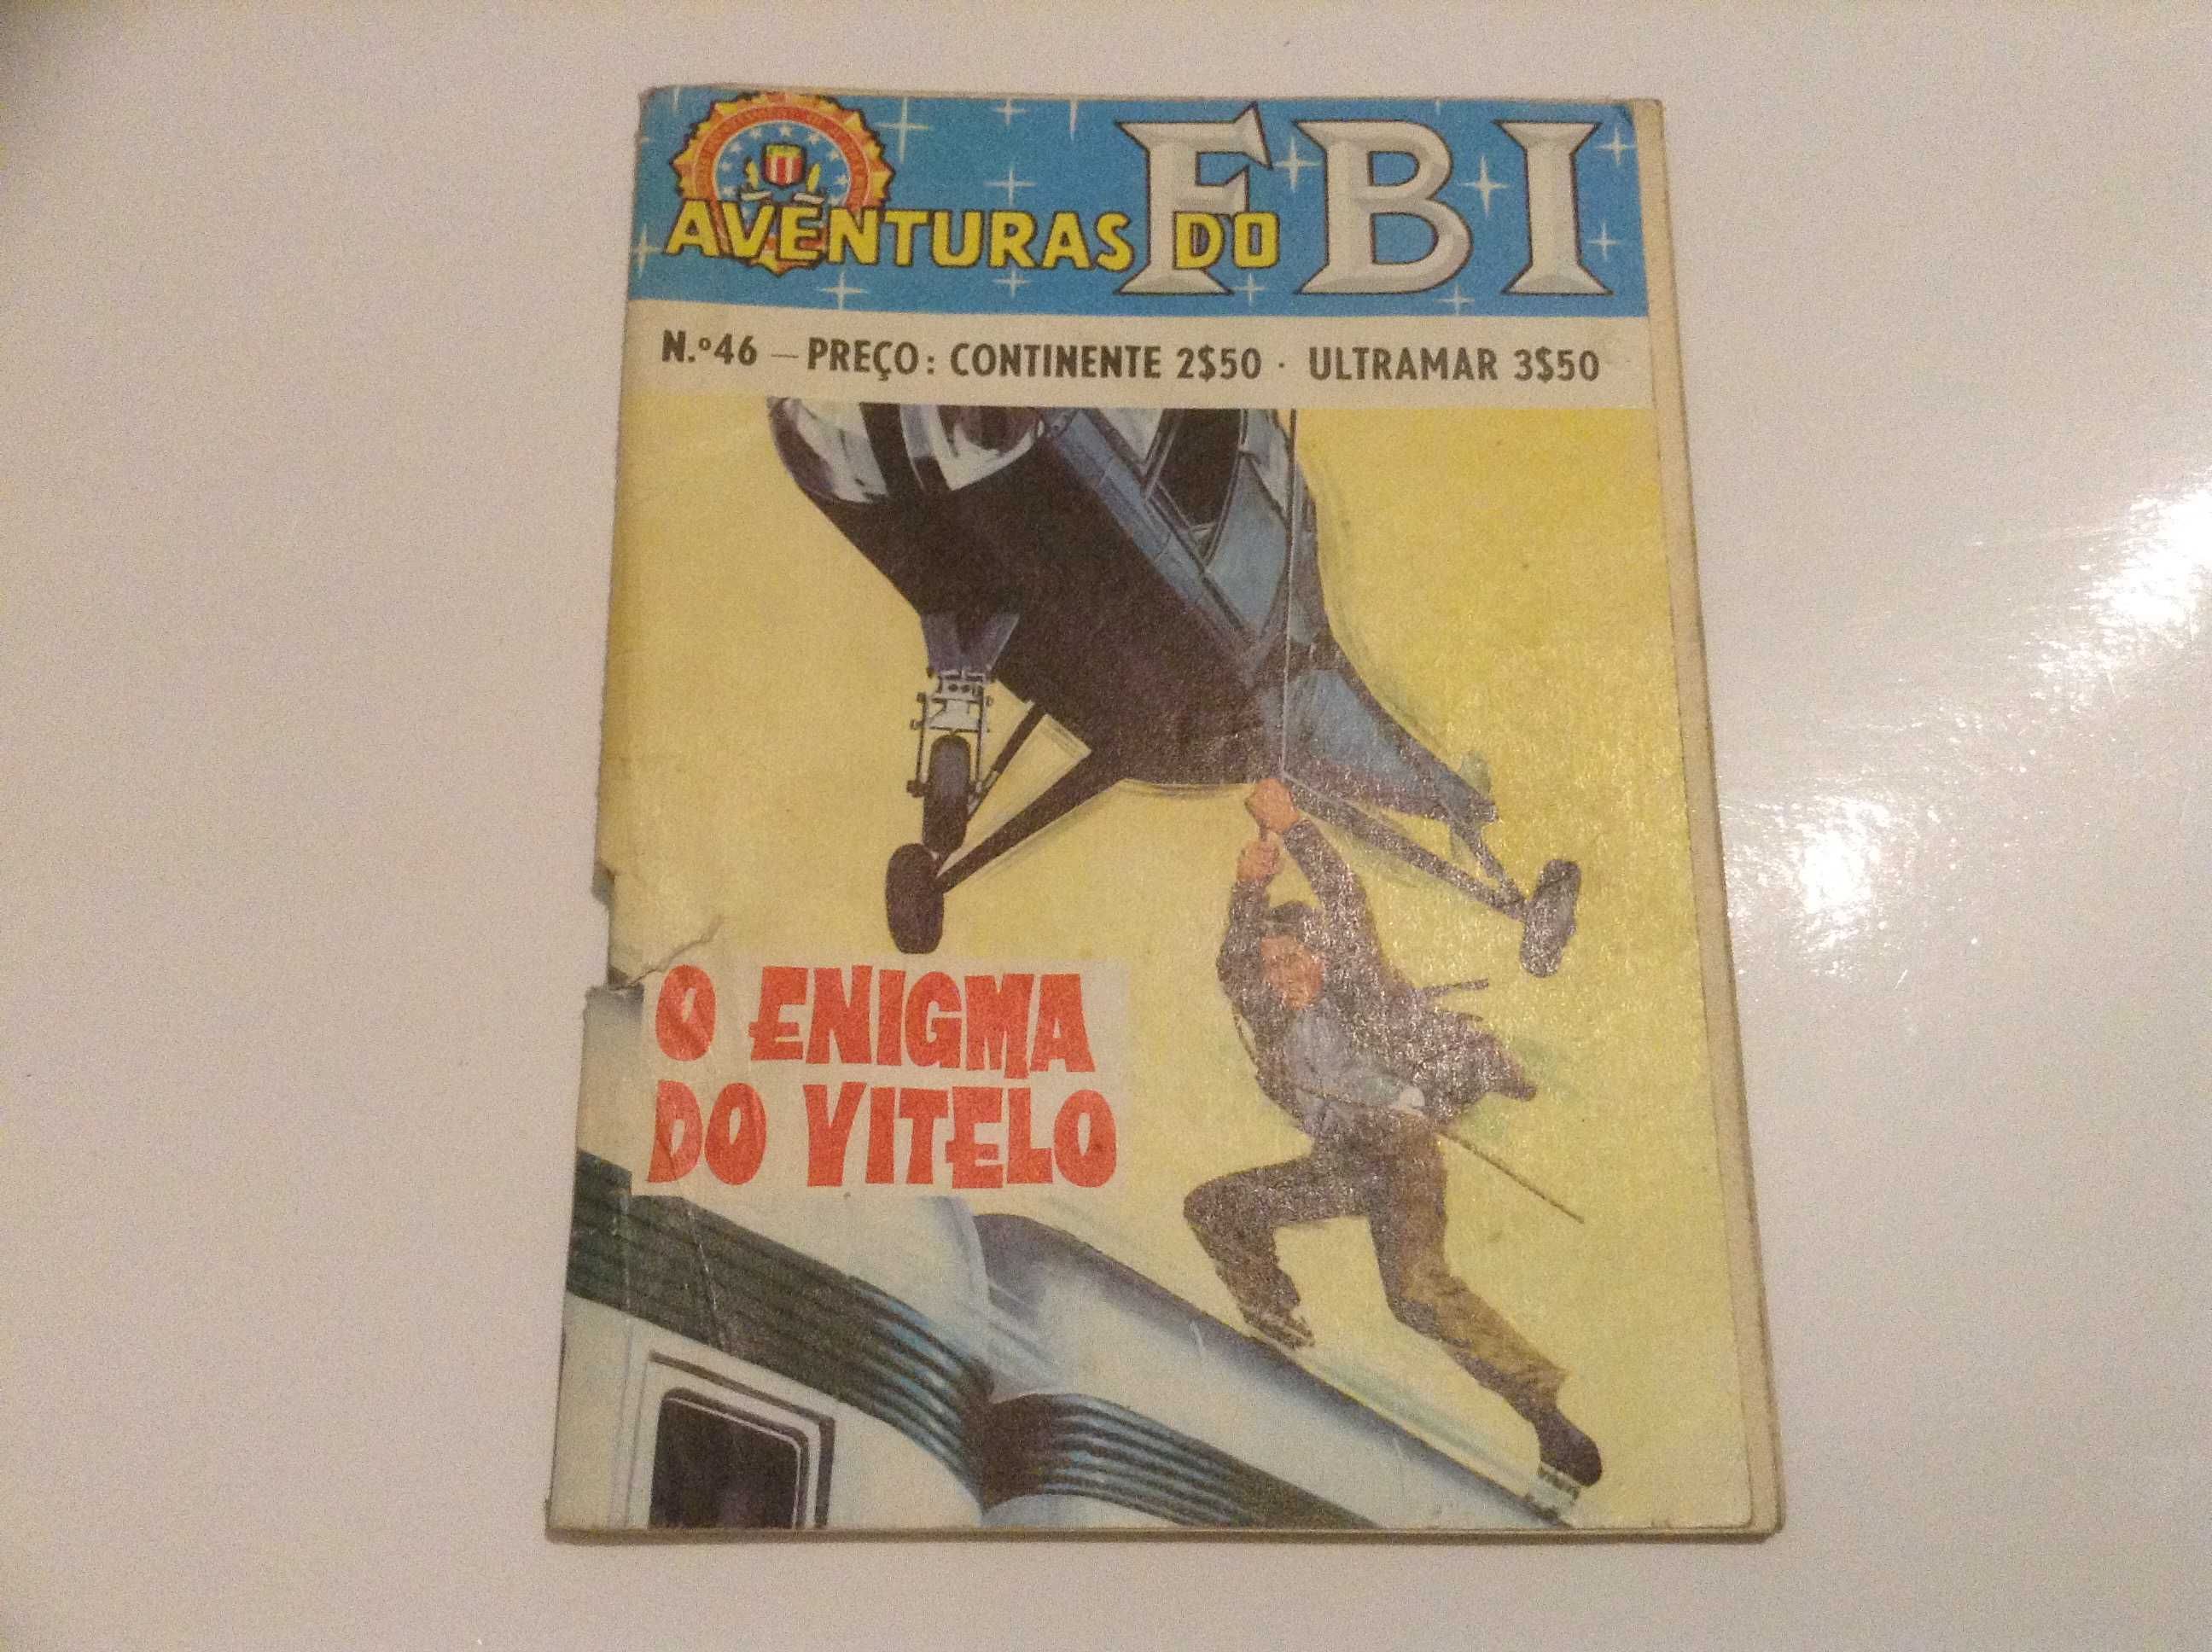 AVENTURAS DO FBI
N.º46 — PREÇO: CONTINENTE 2$50 · ULTRAMAR 3$50
O ENIGMA
DO VITELO